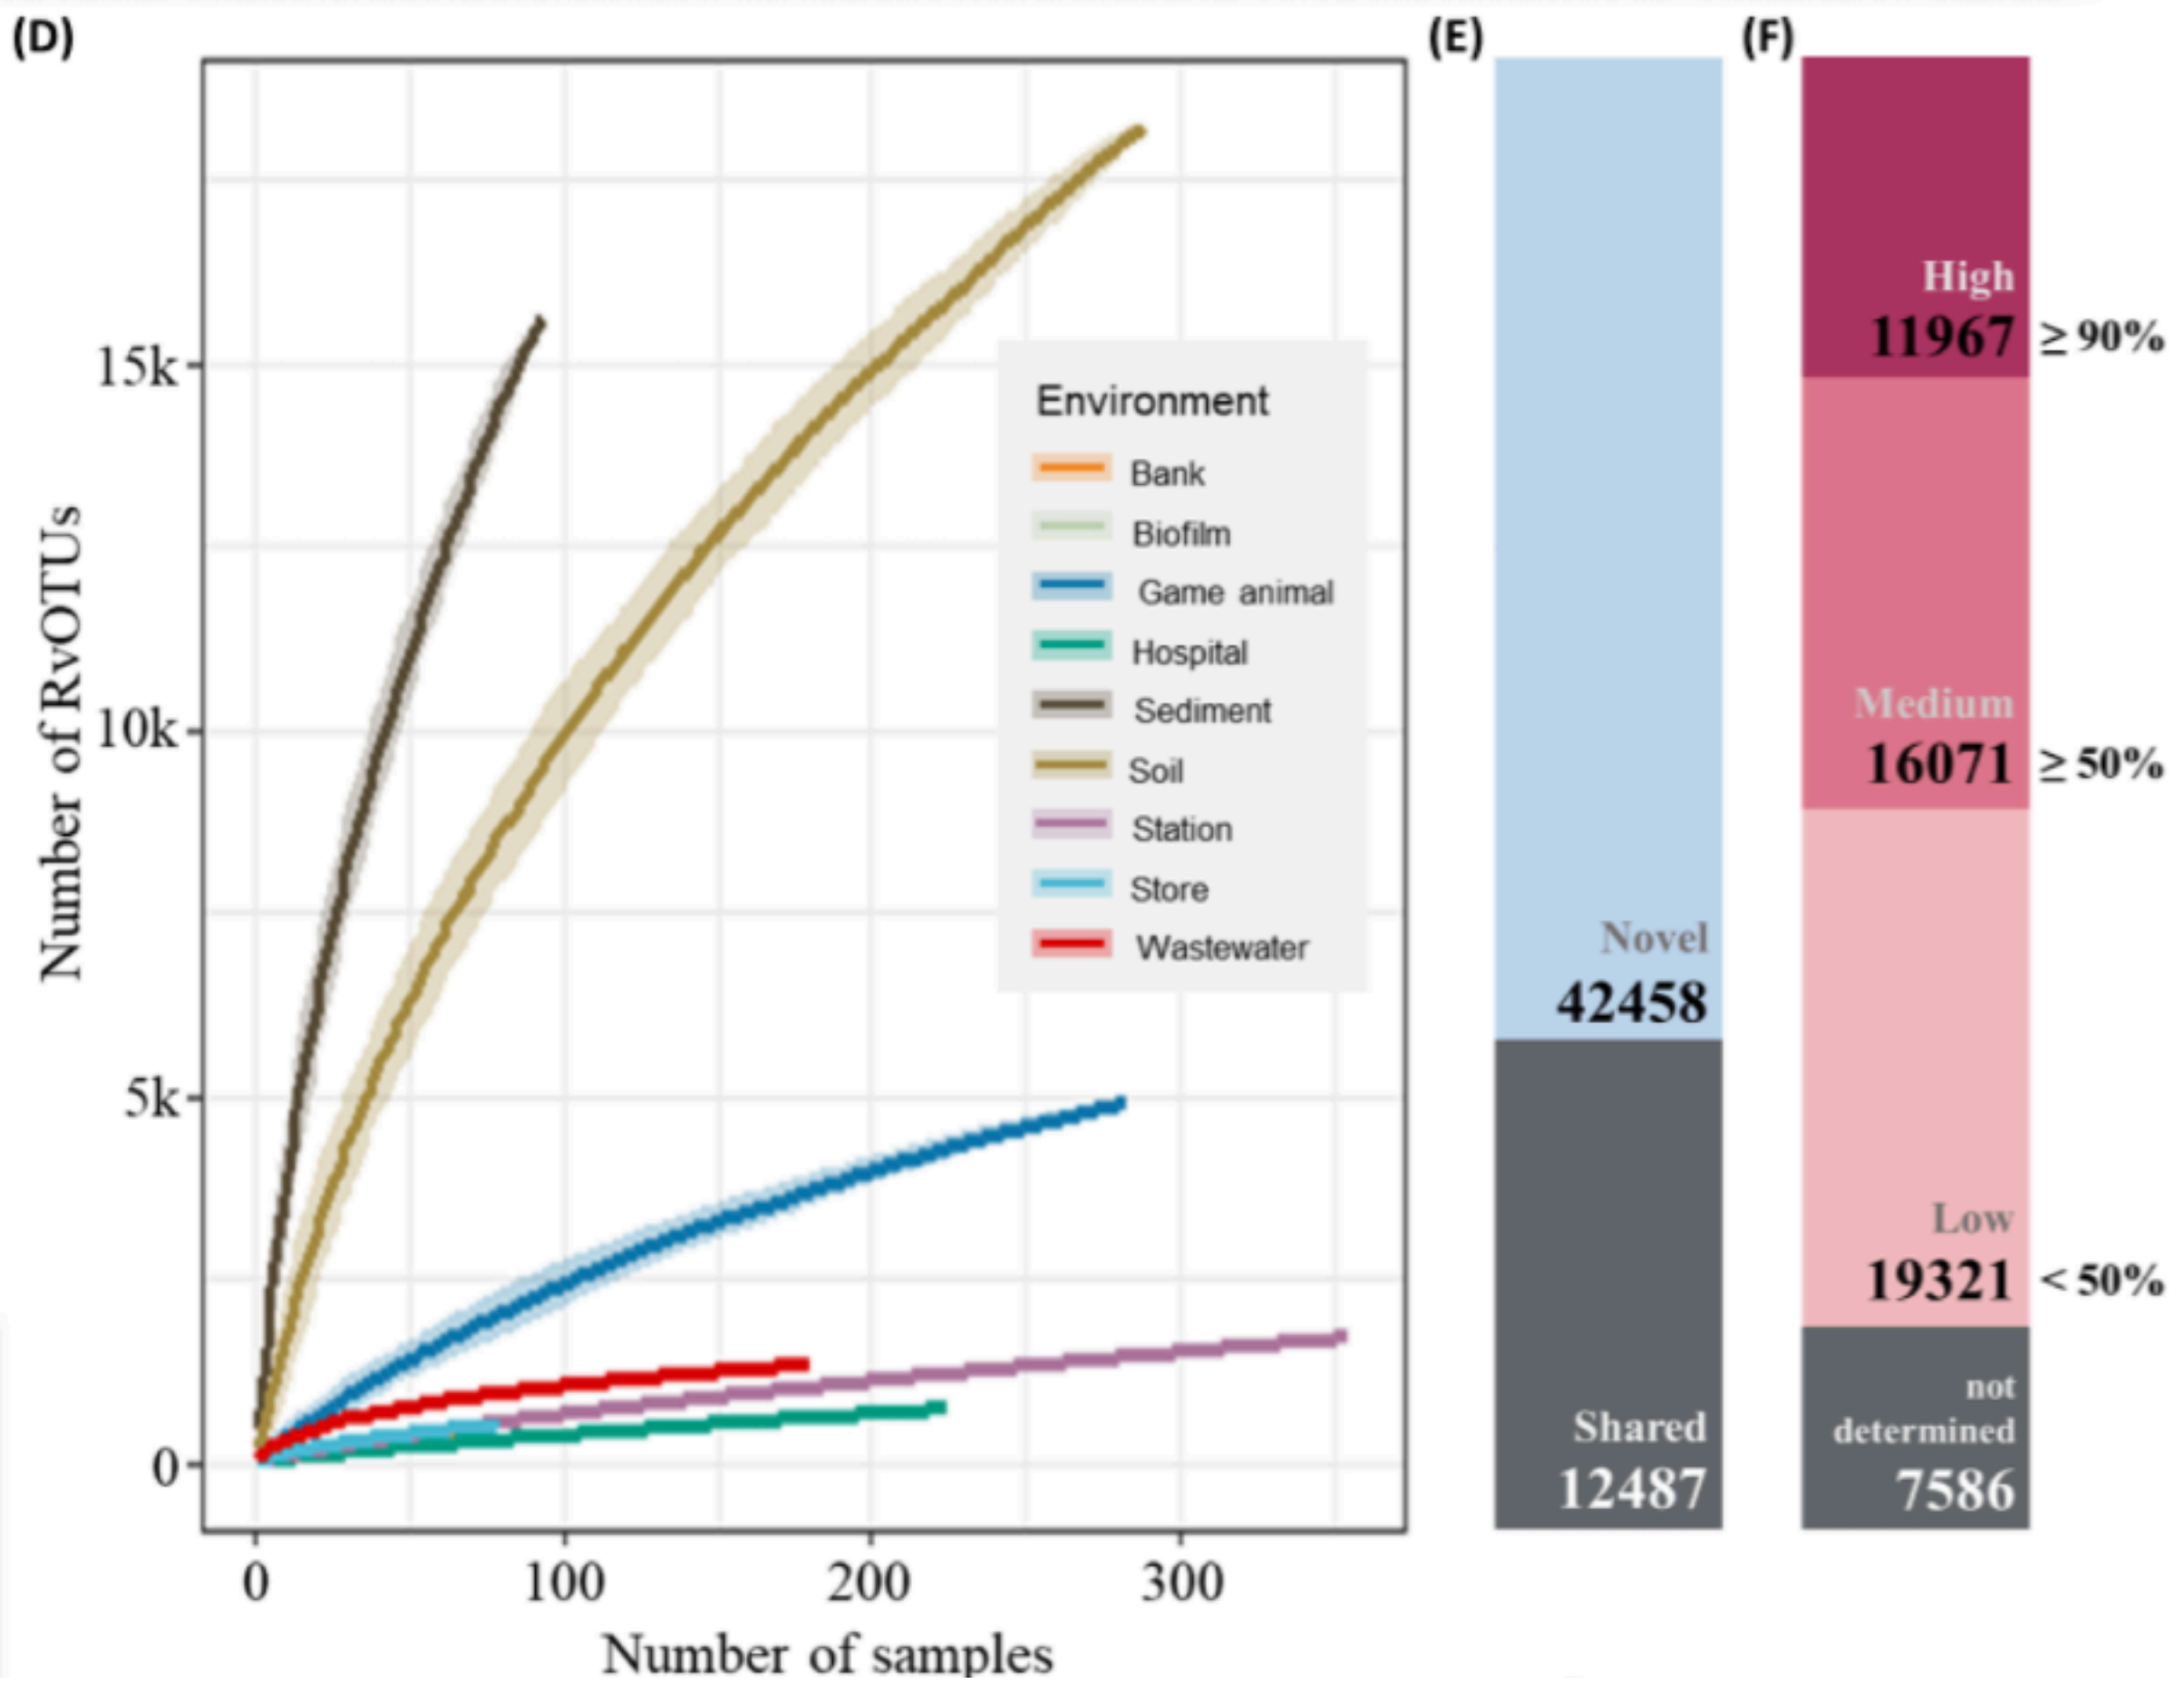 (D)
Number of RvOTUs
15k
10k
5k
0
0 100 200 300
Number of samples
Environment
Bank
Biofilm
Game animal
Hospital
Sediment
Soil
Station
Store
Wastewater
(E)
Novel
42458
Shared
12487
(F)
High
11967 ≥ 90%
Medium
16071 ≥ 50%
Low
19321 < 50%
not
determined
7586